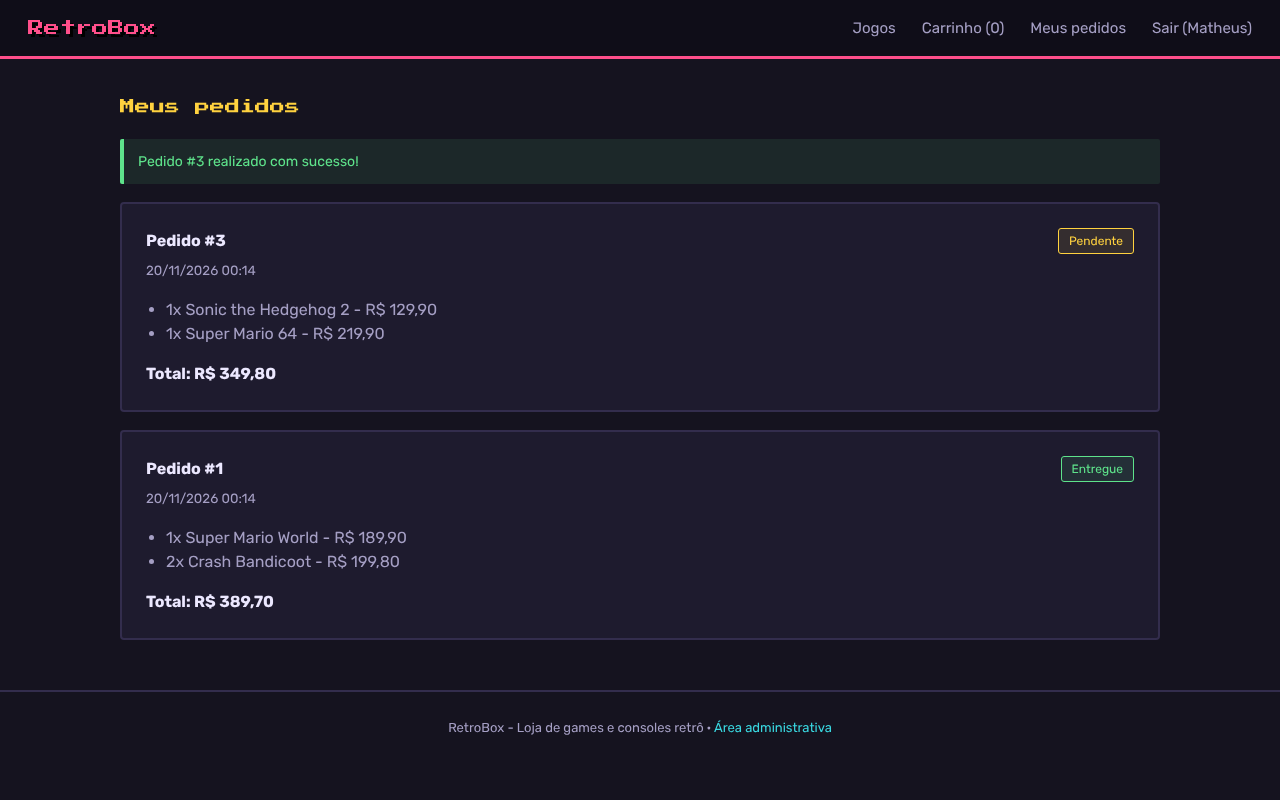 RetroBox
Jogos Carrinho (0) Meus pedidos Sair (Matheus)
Meus pedidos
Pedido #3 realizado com sucesso!
Pedido #3 Pendente
20/11/2026 00:14
1x Sonic the Hedgehog 2 - R$ 129,90
1x Super Mario 64 - R$ 219,90
Total: R$ 349,80
Pedido #1 Entregue
20/11/2026 00:14
1x Super Mario World - R$ 189,90
2x Crash Bandicoot - R$ 199,80
Total: R$ 389,70
RetroBox - Loja de games e consoles retrô • Área administrativa